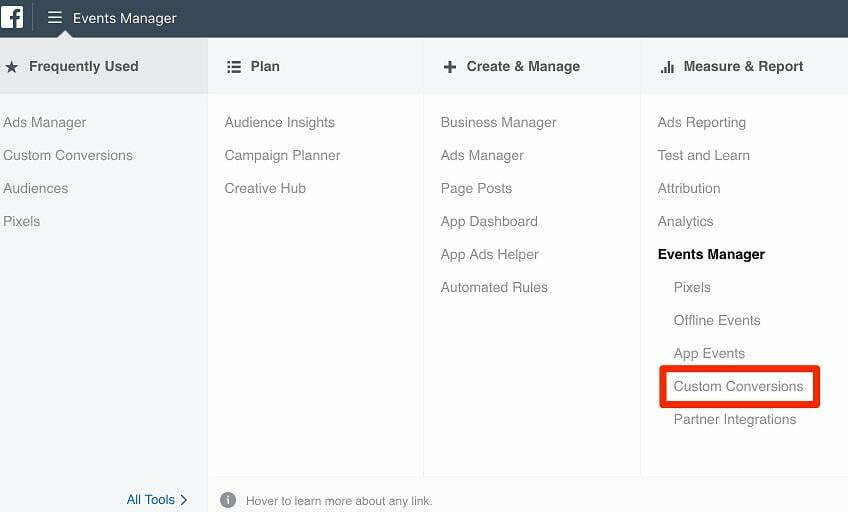 Events Manager
Frequently Used
Ads Manager
Custom Conversions
Audiences
Pixels
All Tools
Plan
Audience Insights
Campaign Planner
Creative Hub
Create & Manage
Business Manager
Ads Manager
Page Posts
App Dashboard
App Ads Helper
Automated Rules
Measure & Report
Ads Reporting
Test and Learn
Attribution
Analytics
Events Manager
Pixels
Offline Events
App Events
Custom Conversions
Partner Integrations
Hover to learn more about any link.